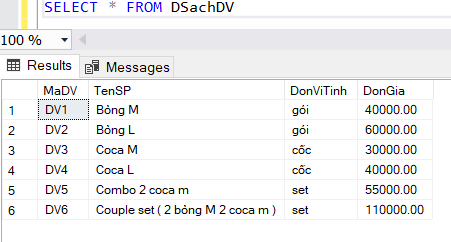 SELECT * FROM DSachDV
100 %
Results Messages
MaDV TenSP DonViTinh DonGia
1 DV1 Bỏng M gói 40000.00
2 DV2 Bỏng L gói 60000.00
3 DV3 Coca M cốc 30000.00
4 DV4 Coca L cốc 40000.00
5 DV5 Combo 2 coca m set 55000.00
6 DV6 Couple set ( 2 bỏng M 2 coca m ) set 110000.00